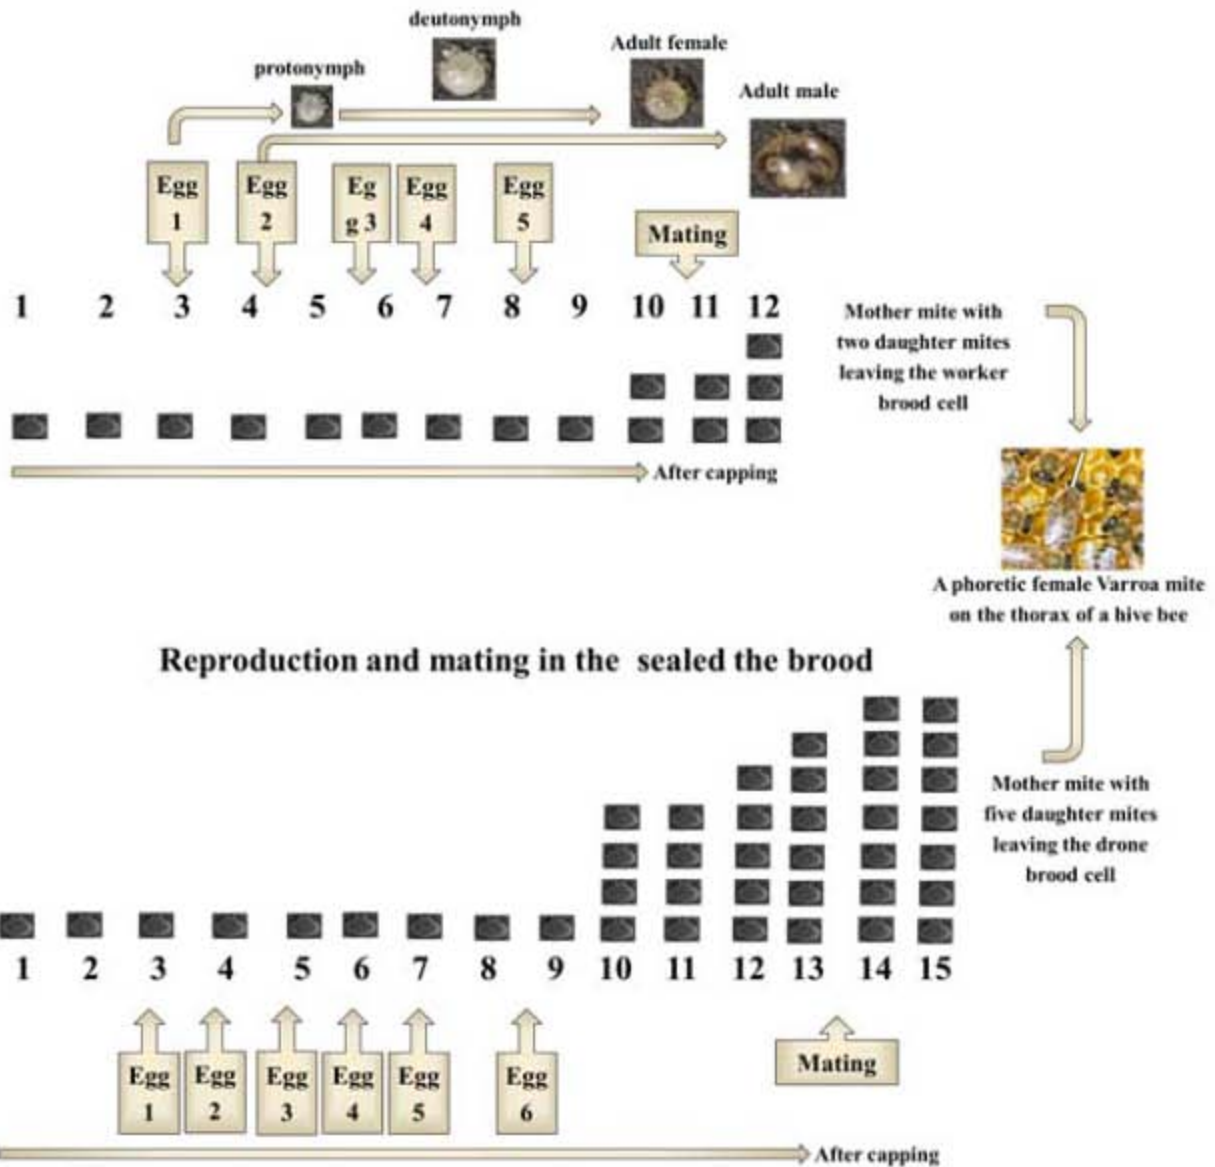 deutonymph
protonymph
Adult female
Adult male
Egg
1
Egg
2
Eg
g 3
Egg
4
Egg
5
Mating
1 2 3 4 5 6 7 8 9 10 11 12
Mother mite with
two daughter mites
leaving the worker
brood cell
After capping
A phoretic female Varroa mite
on the thorax of a hive bee
Reproduction and mating in the sealed the brood
Mother mite with
five daughter mites
leaving the drone
brood cell
1 2 3 4 5 6 7 8 9 10 11 12 13 14 15
Egg
1
Egg
2
Egg
3
Egg
4
Egg
5
Egg
6
Mating
After capping